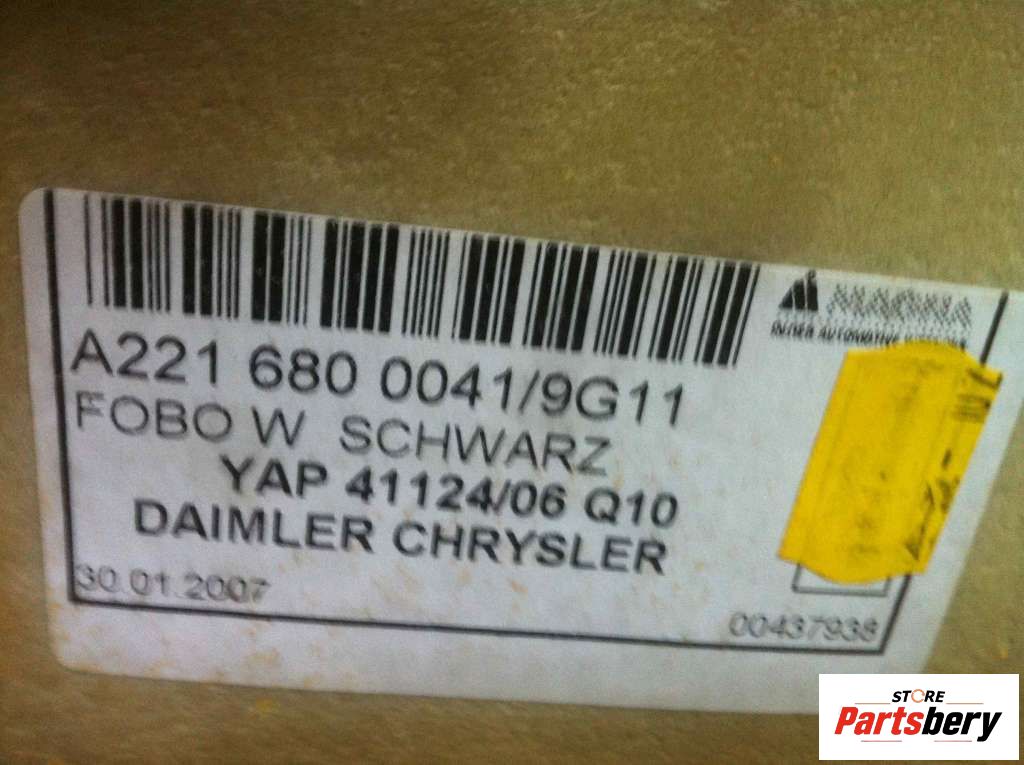 MAGNA
A221 680 0041/9G11
FOBO W SCHWARZ
YAP 41124/06 Q10
DAIMLER CHRYSLER
30.01.2007
00437938
STORE
Partsbery